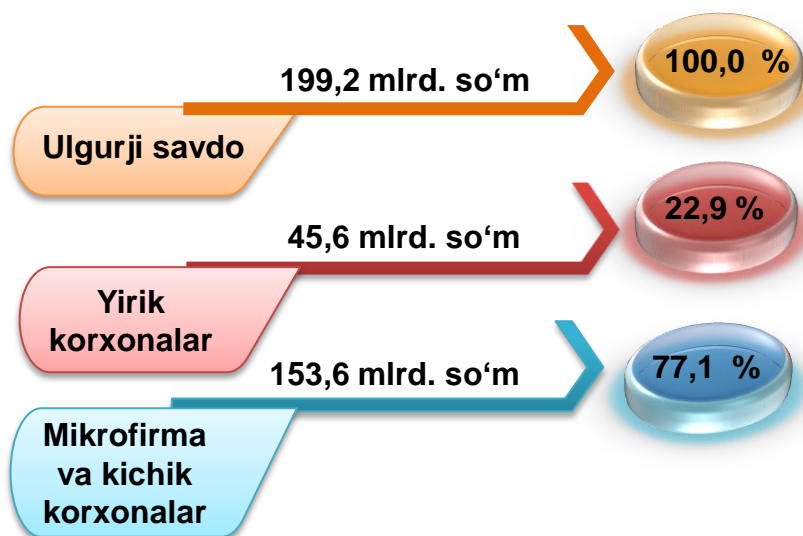 199,2 mlrd. so‘m
100,0 %
Ulgurji savdo
45,6 mlrd. so‘m
22,9 %
Yirik
korxonalar
153,6 mlrd. so‘m
77,1 %
Mikrofirma
va kichik
korxonalar